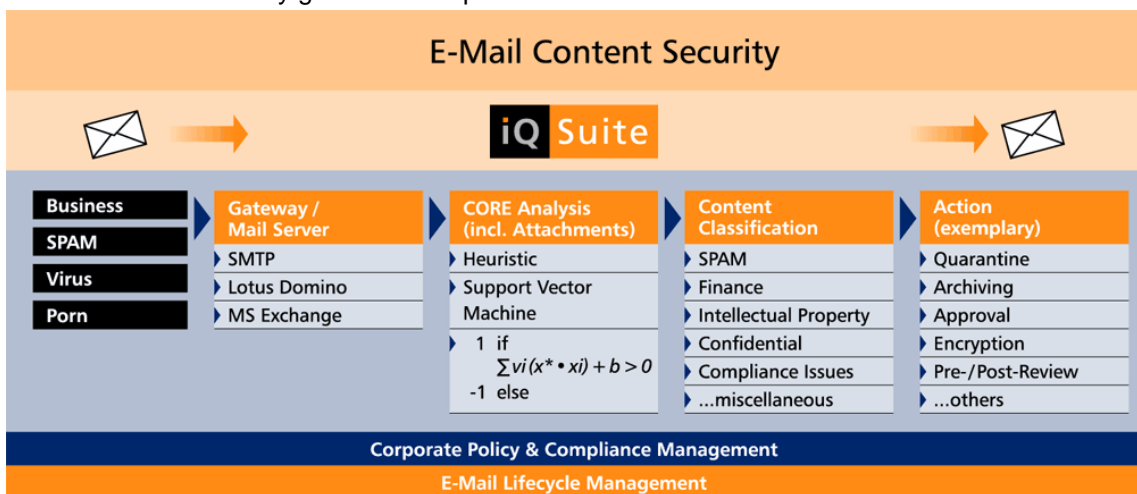 E-Mail Content Security
iQ Suite
Business
SPAM
Virus
Porn
Gateway /
Mail Server
SMTP
Lotus Domino
MS Exchange
CORE Analysis
(incl. Attachments)
Heuristic
Support Vector
Machine
1 if
∑vi(x* • xi) + b > 0
-1 else
Content
Classification
SPAM
Finance
Intellectual Property
Confidential
Compliance Issues
...miscellaneous
Action
(exemplary)
Quarantine
Archiving
Approval
Encryption
Pre-/Post-Review
...others
Corporate Policy & Compliance Management
E-Mail Lifecycle Management